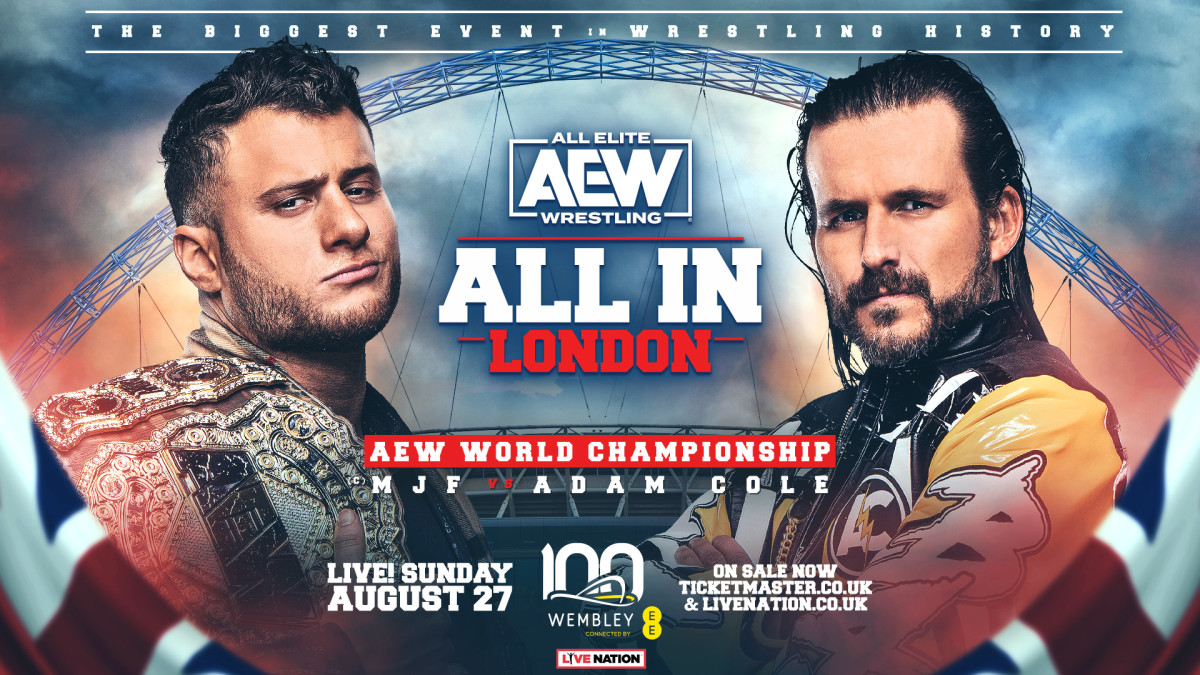 THE BIGGEST EVENT IN WRESTLING HISTORY
ALL ELITE
AEW
WRESTLING
ALL IN
LONDON
AEW WORLD CHAMPIONSHIP
(C) MJF VS ADAM COLE
LIVE! SUNDAY
AUGUST 27
100
WEMBLEY
CONNECTED BY
EE
ON SALE NOW
TICKETMASTER.CO.UK
& LIVENATION.CO.UK
LIVE NATION